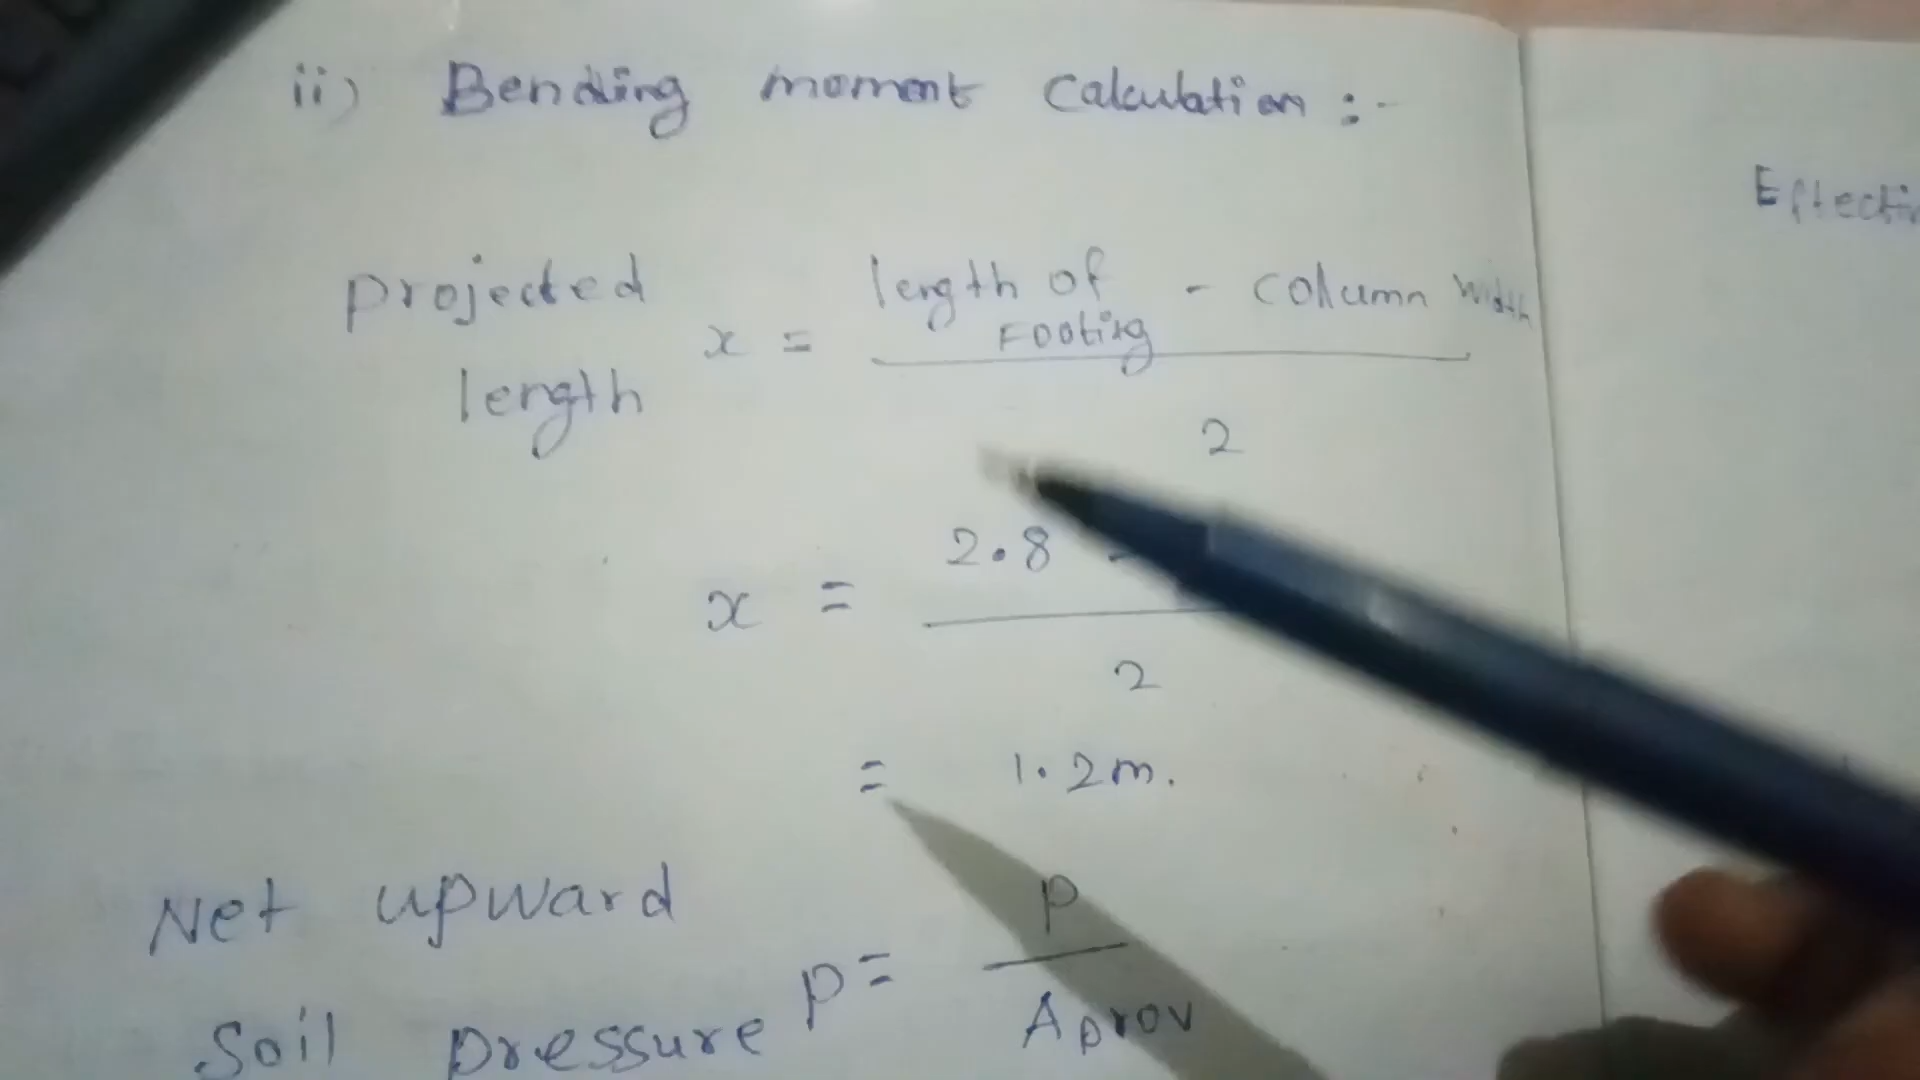 ii) Bending moment Calculation :-
Effecti
Projected length x = length of Footing - column width
2
x = 2.8 -
2
= 1.2m.
Net upward
Soil pressure p = P
Aprov